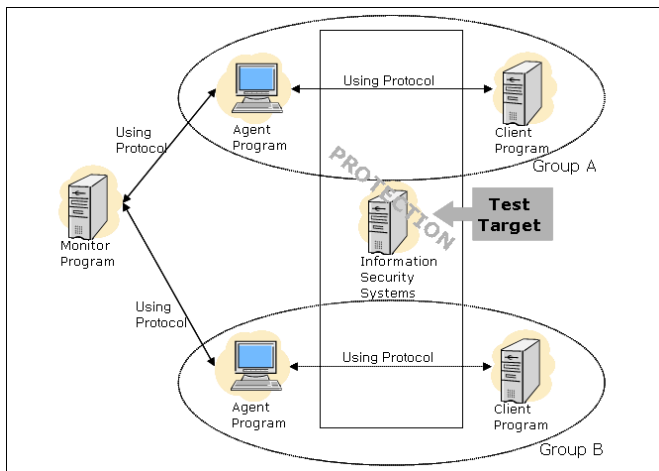 Using Protocol
Agent
Program
Client
Program
Group A
Using
Protocol
PROTECTION
Test
Target
Monitor
Program
Information
Security
Systems
Using
Protocol
Using Protocol
Agent
Program
Client
Program
Group B